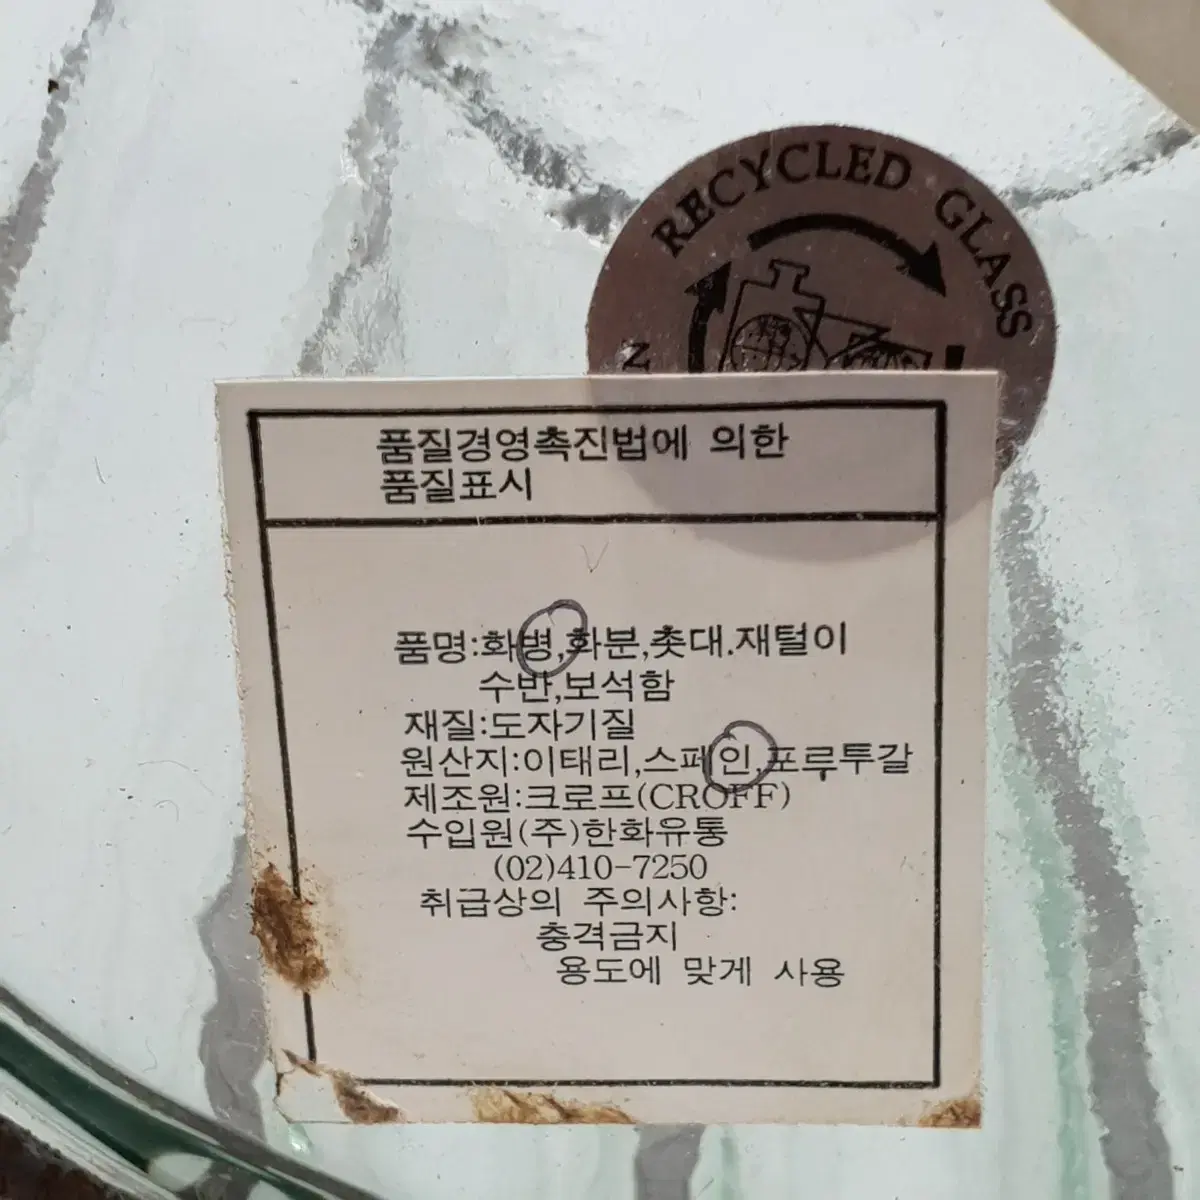 RECYCLED GLASS
N
품질경영촉진법에 의한
품질표시
품명:화병,화분,촛대.재털이
수반,보석함
재질:도자기질
원산지:이태리,스페인,포루투갈
제조원:크로프(CROFF)
수입원(주)한화유통
(02)410-7250
취급상의 주의사항:
충격금지
용도에 맞게 사용